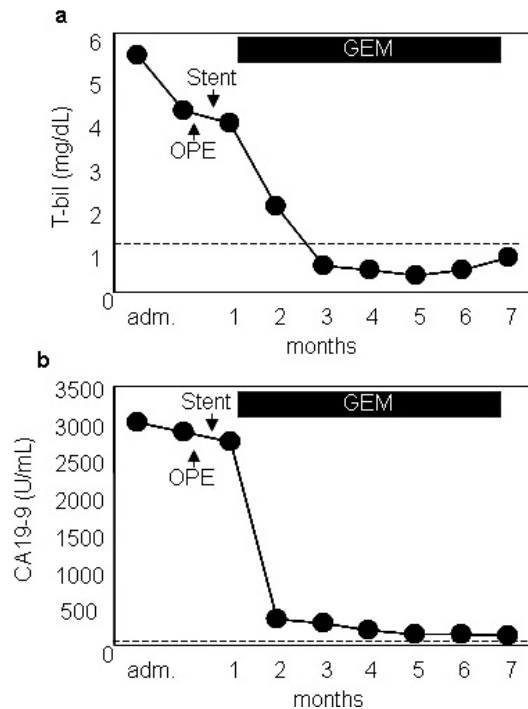 a
6
5
4
3
2
1
0
T-bil (mg/dL)
GEM
Stent
OPE
adm. 1 2 3 4 5 6 7
months
b
3500
3000
2500
2000
1500
1000
500
0
CA19-9 (U/mL)
GEM
Stent
OPE
adm. 1 2 3 4 5 6 7
months